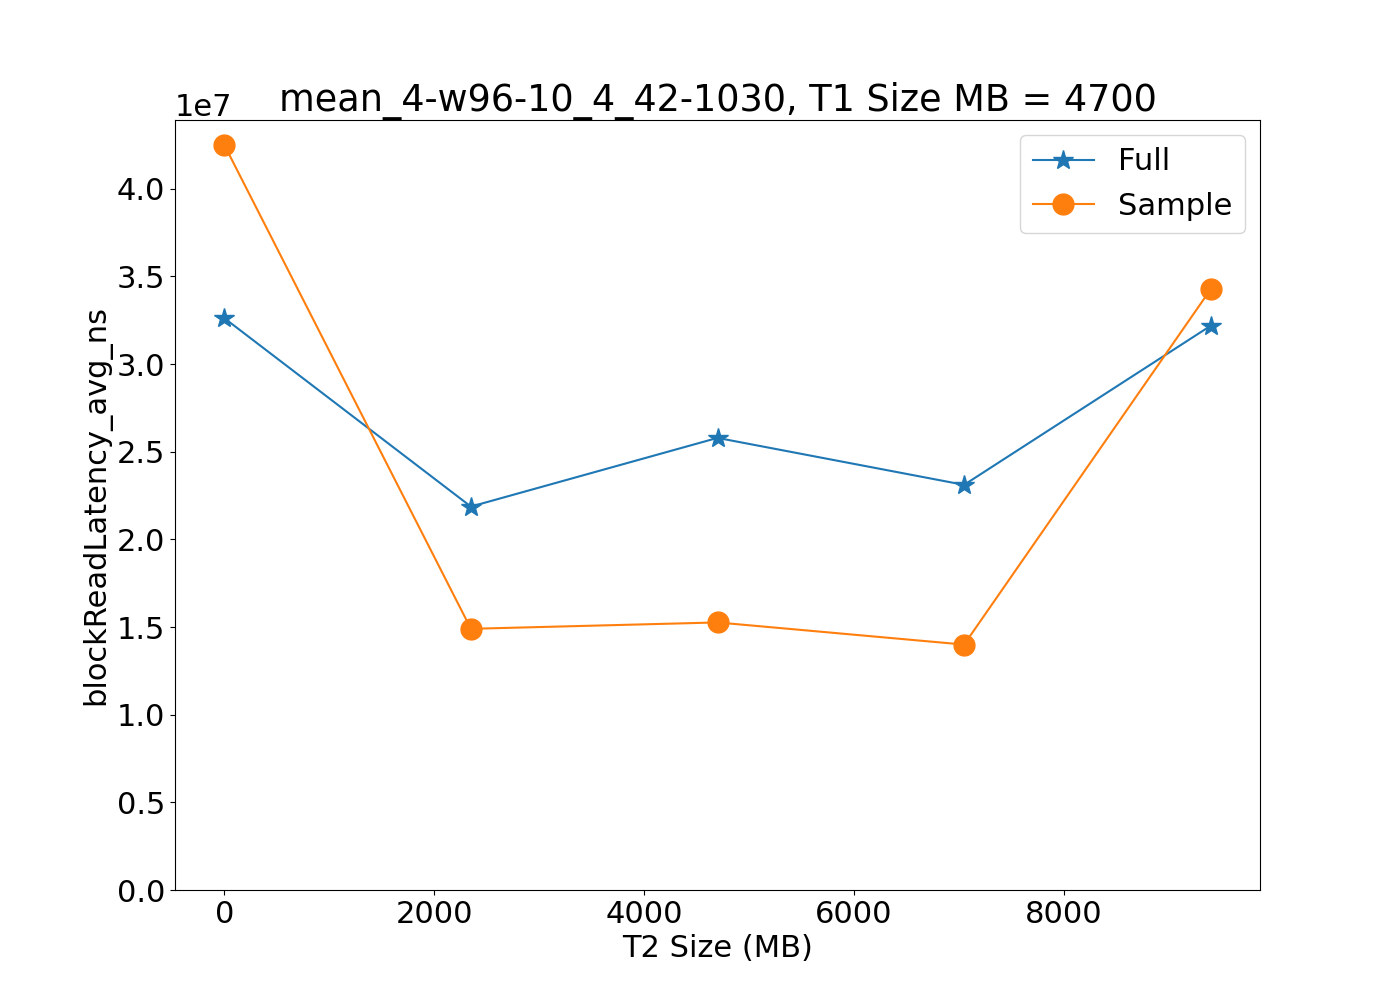 mean_4-w96-10_4_42-1030, T1 Size MB = 4700
1e7
Full
Sample
4.0
3.5
3.0
2.5
2.0
1.5
1.0
0.5
0.0
blockReadLatency_avg_ns
0
2000
4000
6000
8000
T2 Size (MB)